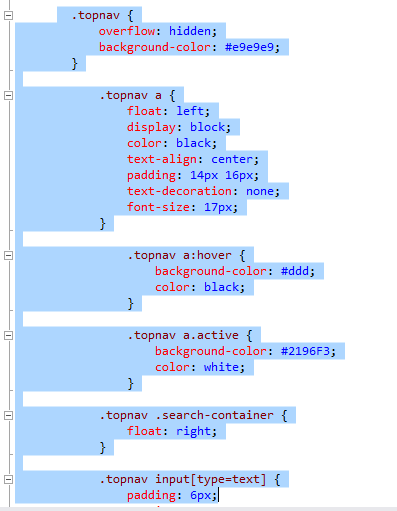 .topnav {
overflow: hidden;
background-color: #e9e9e9;
}
.topnav a {
float: left;
display: block;
color: black;
text-align: center;
padding: 14px 16px;
text-decoration: none;
font-size: 17px;
}
.topnav a:hover {
background-color: #ddd;
color: black;
}
.topnav a.active {
background-color: #2196F3;
color: white;
}
.topnav .search-container {
float: right;
}
.topnav input[type=text] {
padding: 6px;